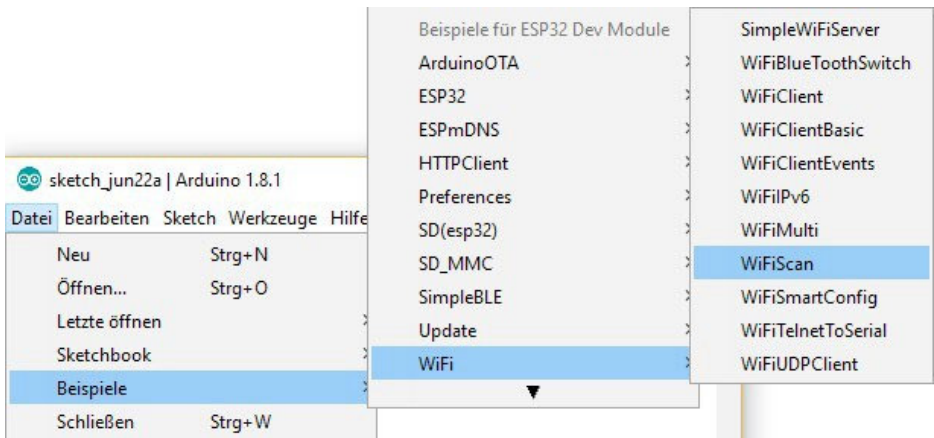 sketch_jun22a | Arduino 1.8.1
Datei Bearbeiten Sketch Werkzeuge Hilfe
Neu Strg+N
Öffnen... Strg+O
Letzte öffnen
Sketchbook
Beispiele
Schließen Strg+W
Beispiele für ESP32 Dev Module
ArduinoOTA
ESP32
ESPmDNS
HTTPClient
Preferences
SD(esp32)
SD_MMC
SimpleBLE
Update
WiFi
SimpleWiFiServer
WiFiBlueToothSwitch
WiFiClient
WiFiClientBasic
WiFiClientEvents
WiFiIPv6
WiFiMulti
WiFiScan
WiFiSmartConfig
WiFiTelnetToSerial
WiFiUDPClient